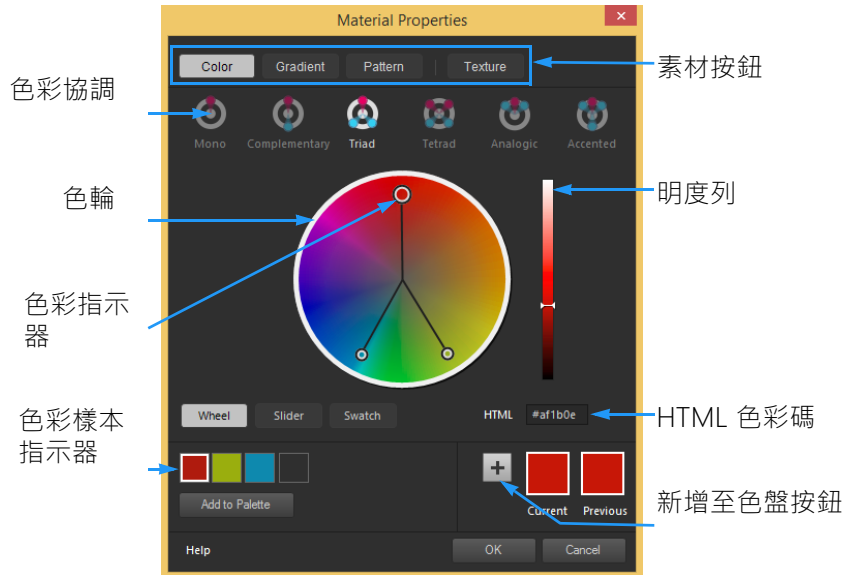 Material Properties
Color Gradient Pattern Texture
素材按鈕
色彩協調
Mono Complementary Triad Tetrad Analogic Accented
色輪
明度列
色彩指示
器
Wheel Slider Swatch HTML #af1b0e
HTML 色彩碼
色彩樣本
指示器
Add to Palette
新增至色盤按鈕
Current Previous
Help OK Cancel